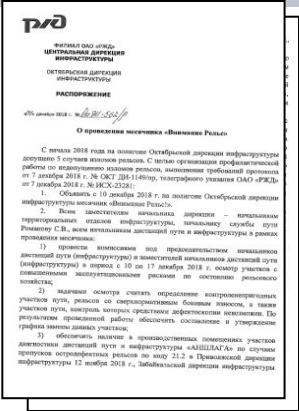 ржд
ФИЛИАЛ ОАО «РЖД»
ЦЕНТРАЛЬНАЯ ДИРЕКЦИЯ
ИНФРАСТРУКТУРЫ
ОКТЯБРЬСКАЯ ДИРЕКЦИЯ
ИНФРАСТРУКТУРЫ
РАСПОРЯЖЕНИЕ
декабря 2018 г. №
О проведении месячника «Внимание Рельс!»
С начала 2018 года на полигоне Октябрьской дирекции инфраструктуры
допущено 5 случаев изломов рельсов. С целью организации профилактической
работы по недопущению изломов рельсов, выполнения требований протокола
от 7 декабря 2018 г. № ОКТ ДИ-1149/пр, телеграфного указания ОАО «РЖД»
от 7 декабря 2018 г. № ИСХ-23281:
1. Объявить с 10 декабря 2018 г. на полигоне Октябрьской дирекции
инфраструктуры месячник «Внимание Рельс!».
2. Всем заместителям начальника дирекции – начальникам
территориальных отделов инфраструктуры, начальнику службы пути
Романову С.В., всем начальникам дистанций пути и инфраструктуры в рамках
проведения месячника:
1) провести комиссиями под председательством начальников
дистанций пути (инфраструктуры) и заместителей начальников дистанций пути
(инфраструктуры) в период с 10 по 17 декабря 2018 г. осмотр участков с
повышенными эксплуатационными рисками по состоянию рельсового
хозяйства;
2) задачами осмотра считать определение контроленепригодных
участков пути, рельсов со сверхнормативным боковым износом, а также
участков пути, контроль которых средствами дефектоскопии невозможен. По
результатам проведенной работы обеспечить составление и утверждение
графика замены данных участков;
3) обеспечить наличие в производственных помещениях участков
диагностики дистанций пути и инфраструктуры «АНШЛАГА» по случаям
пропусков остродефектных рельсов по коду 21.2 в Приволжской дирекции
инфраструктуры 12 ноября 2018 г., Забайкальской дирекции инфраструктуры